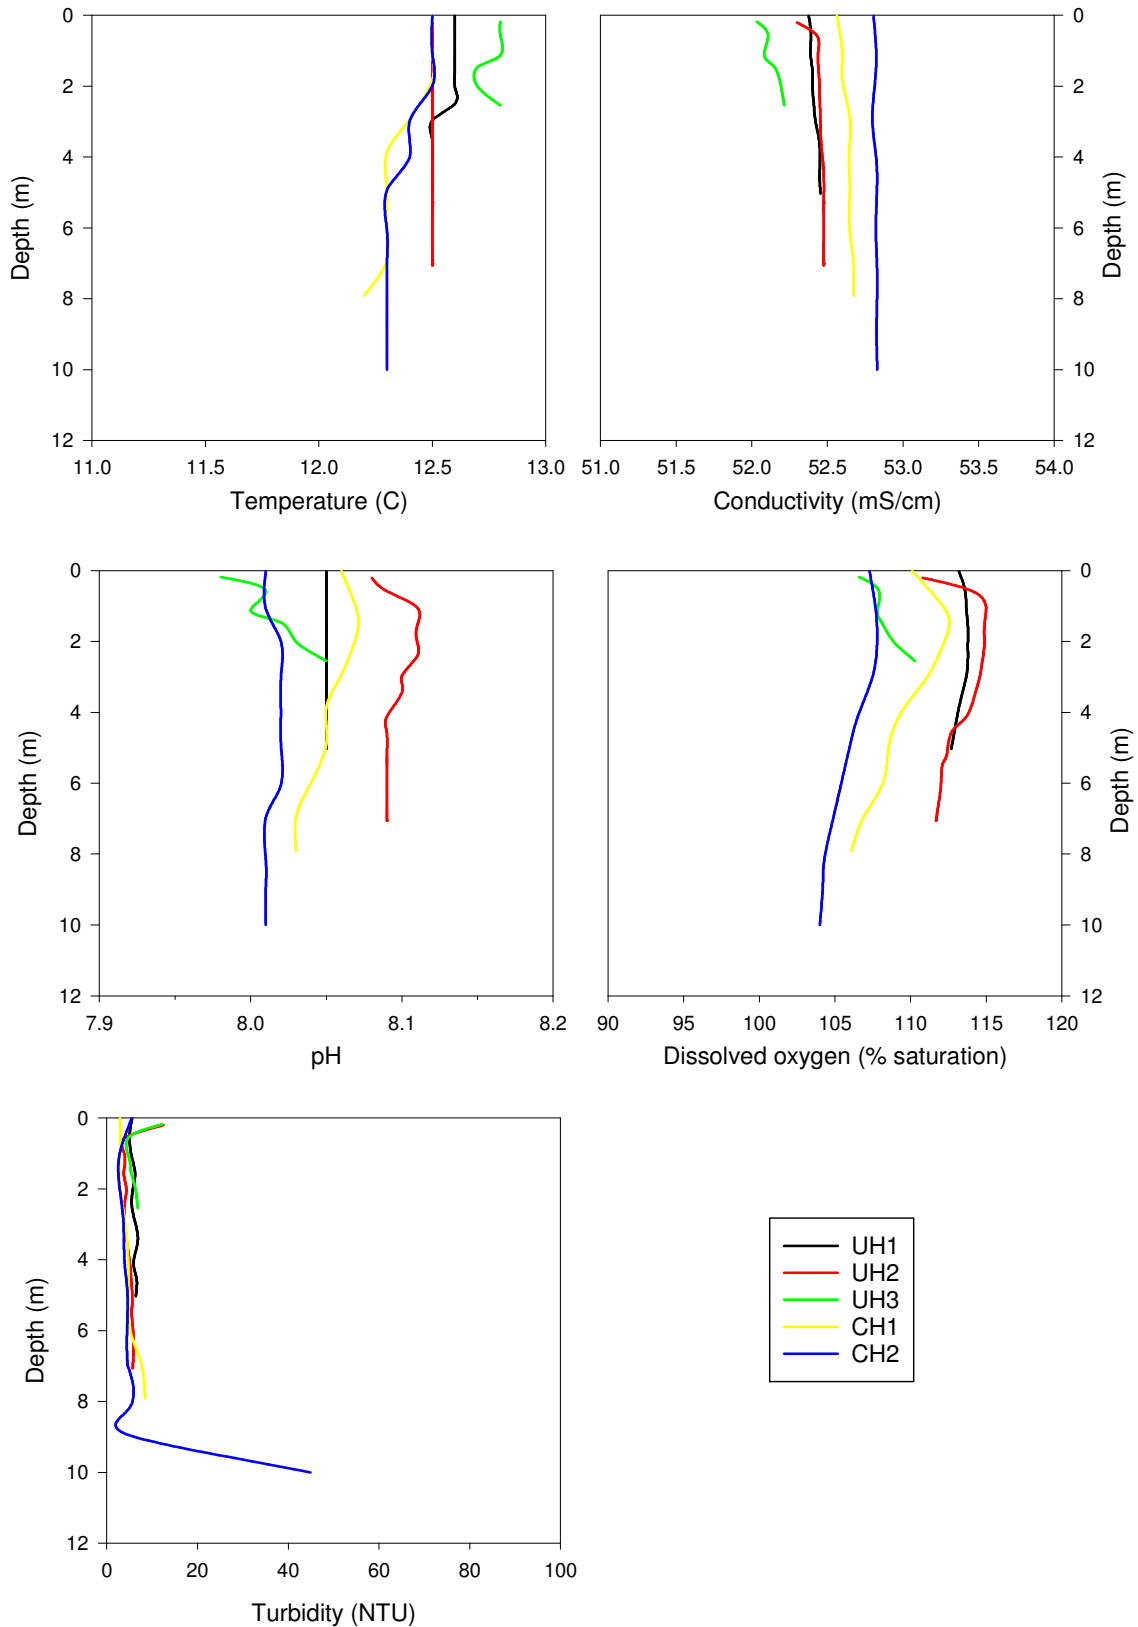 0
2
4
6
8
10
12
Depth (m)
11.0 11.5 12.0 12.5 13.0
Temperature (C)
0
2
4
6
8
10
12
Depth (m)
51.0 51.5 52.0 52.5 53.0 53.5 54.0
Conductivity (mS/cm)
0
2
4
6
8
10
12
Depth (m)
7.9 8.0 8.1 8.2
pH
0
2
4
6
8
10
12
Depth (m)
90 95 100 105 110 115 120
Dissolved oxygen (% saturation)
0
2
4
6
8
10
12
Depth (m)
0 20 40 60 80 100
Turbidity (NTU)
UH1
UH2
UH3
CH1
CH2